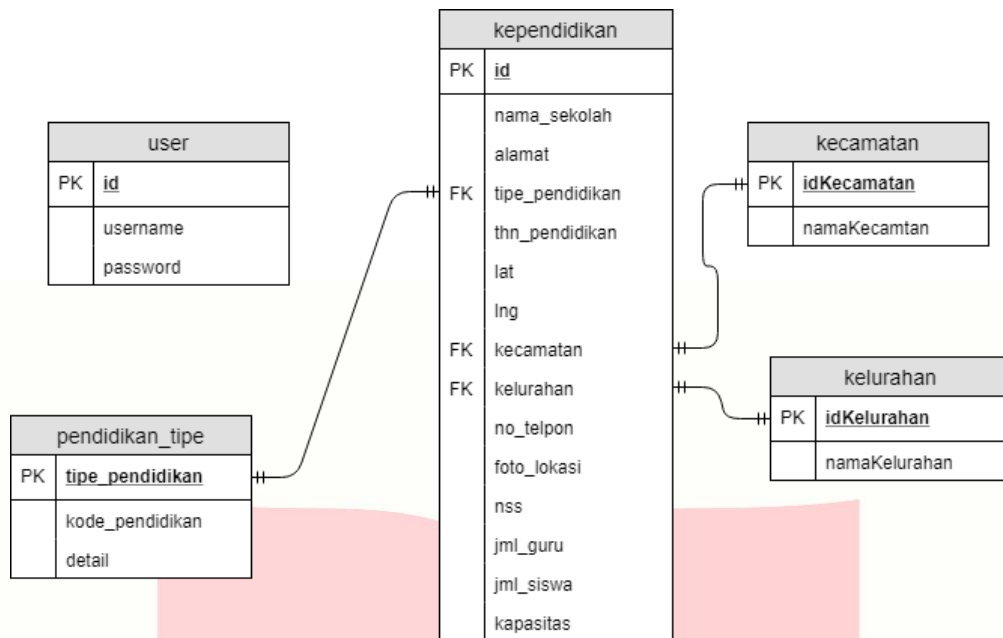 kependidikan
PK id
nama_sekolah
alamat
FK tipe_pendidikan
thn_pendidikan
lat
lng
FK kecamatan
FK kelurahan
no_telpon
foto_lokasi
nss
jml_guru
jml_siswa
kapasitas
user
PK id
username
password
pendidikan_tipe
PK tipe_pendidikan
kode_pendidikan
detail
kecamatan
PK idKecamatan
namaKecamtan
kelurahan
PK idKelurahan
namaKelurahan